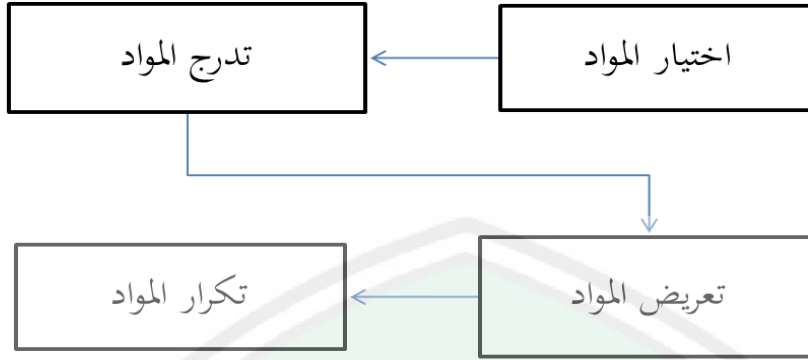 اختيار المواد
تدرج المواد
تعريض المواد
تكرار المواد